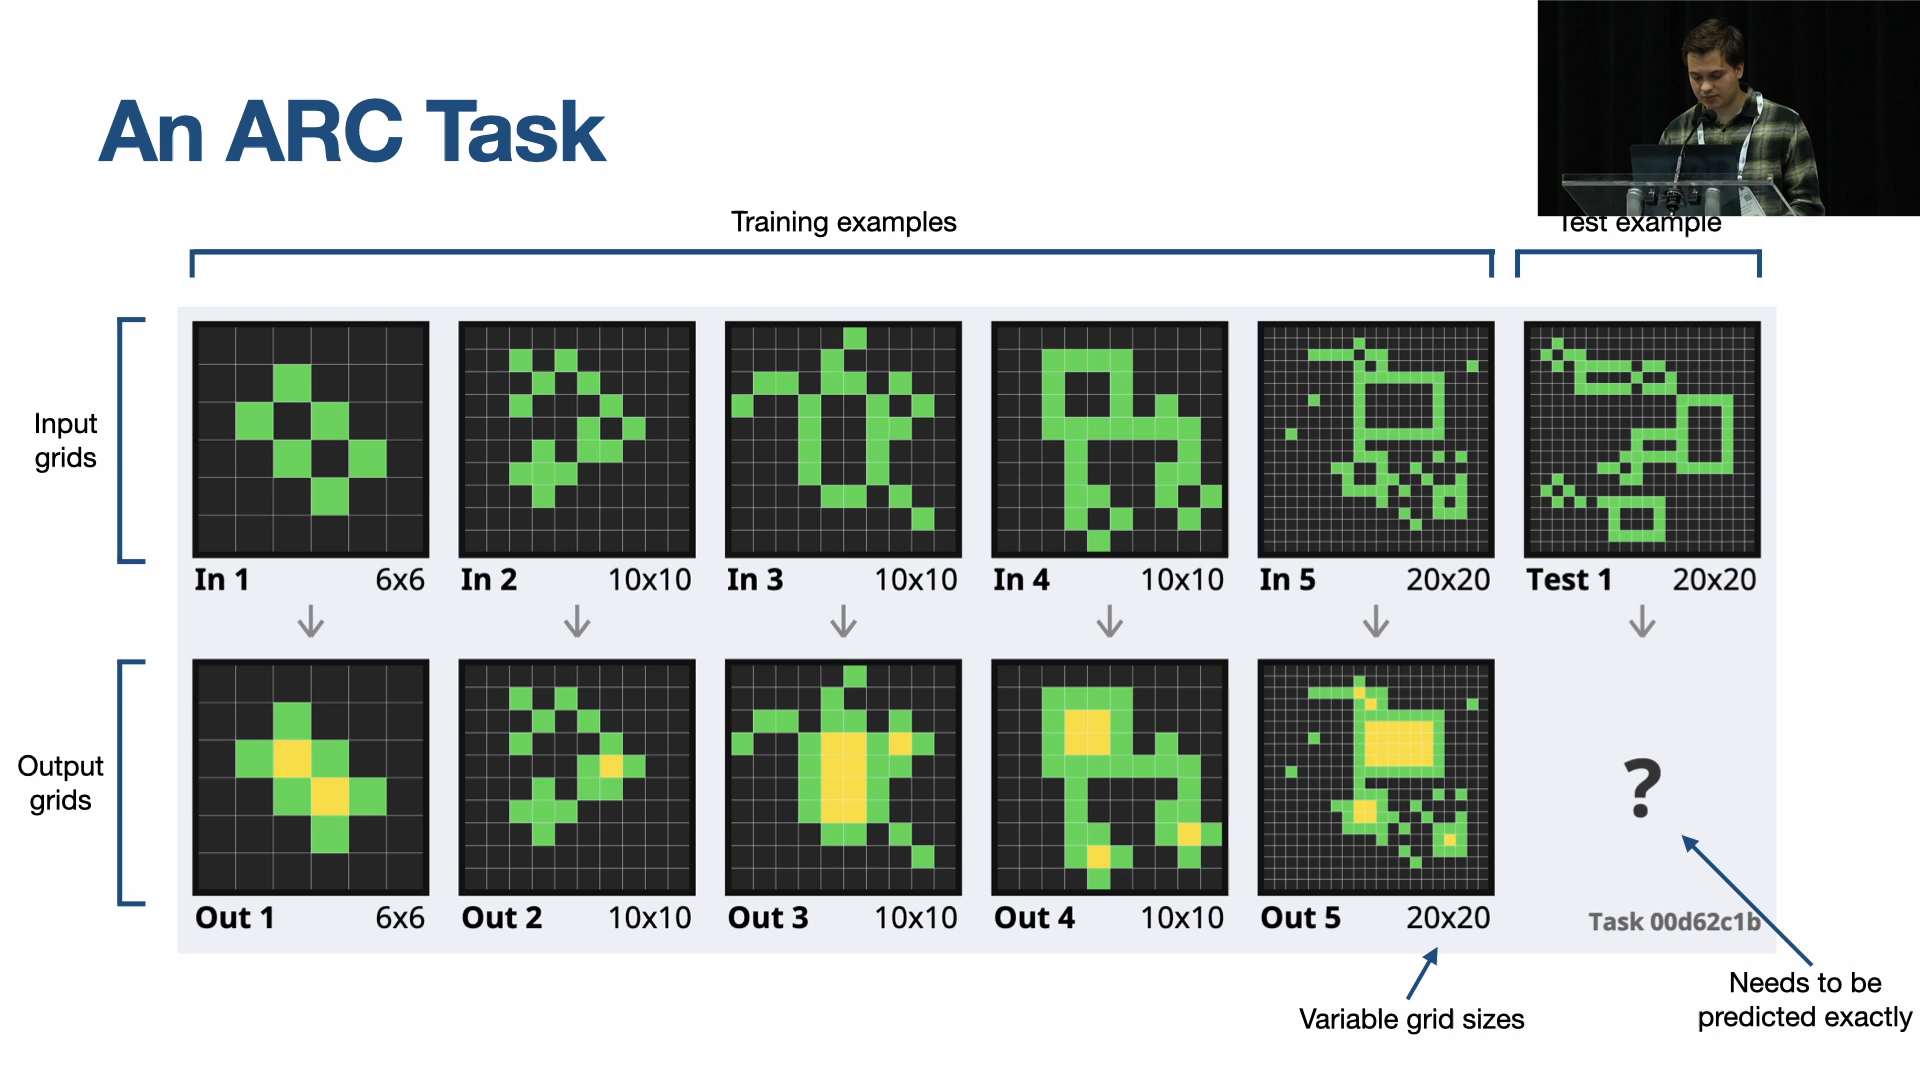 An ARC Task
Training examples
Test example
Input
grids
In 1 6x6
In 2 10x10
In 3 10x10
In 4 10x10
In 5 20x20
Test 1 20x20
Output
grids
?
Out 1 6x6
Out 2 10x10
Out 3 10x10
Out 4 10x10
Out 5 20x20
Task 00d62c1b
Variable grid sizes
Needs to be
predicted exactly